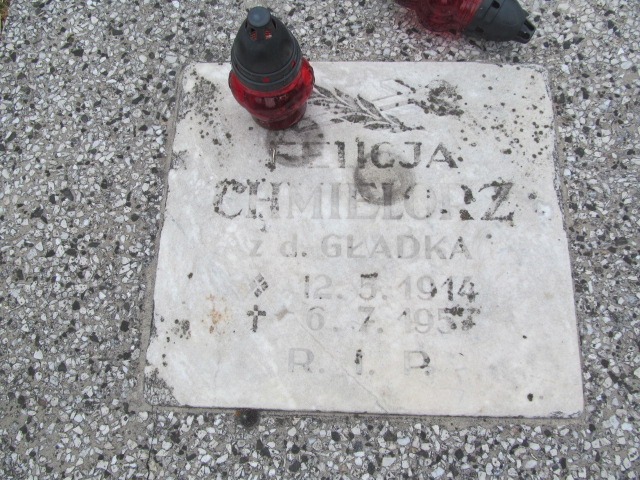 FELICJA
CHMIELORZ
z d. GŁADKA
12. 5. 1914
✝ 6. 7. 1957
R. I. P.